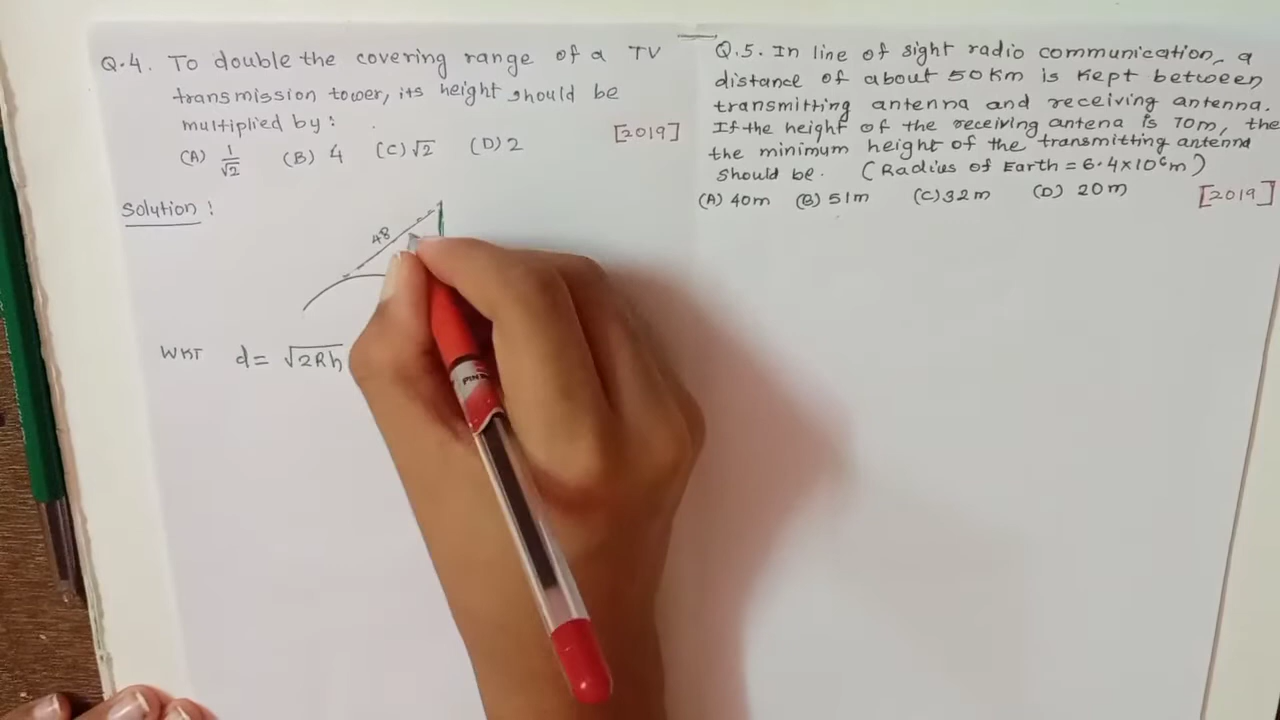 Q.4. To double the covering range of a TV
transmission tower, its height should be
multiplied by:
[2019]
(A) 1/√2 (B) 4 (C) √2 (D) 2
Solution:
48
WKT d = √2Rh
Q.5. In line of sight radio communication, a
distance of about 50 Km is kept between
transmitting antenna and receiving antenna.
If the height of the receiving antena is 70m, the
the minimum height of the transmitting antenna
should be. (Radius of Earth = 6.4×10⁶m)
(A) 40m (B) 51m (C) 32m (D) 20m [2019]